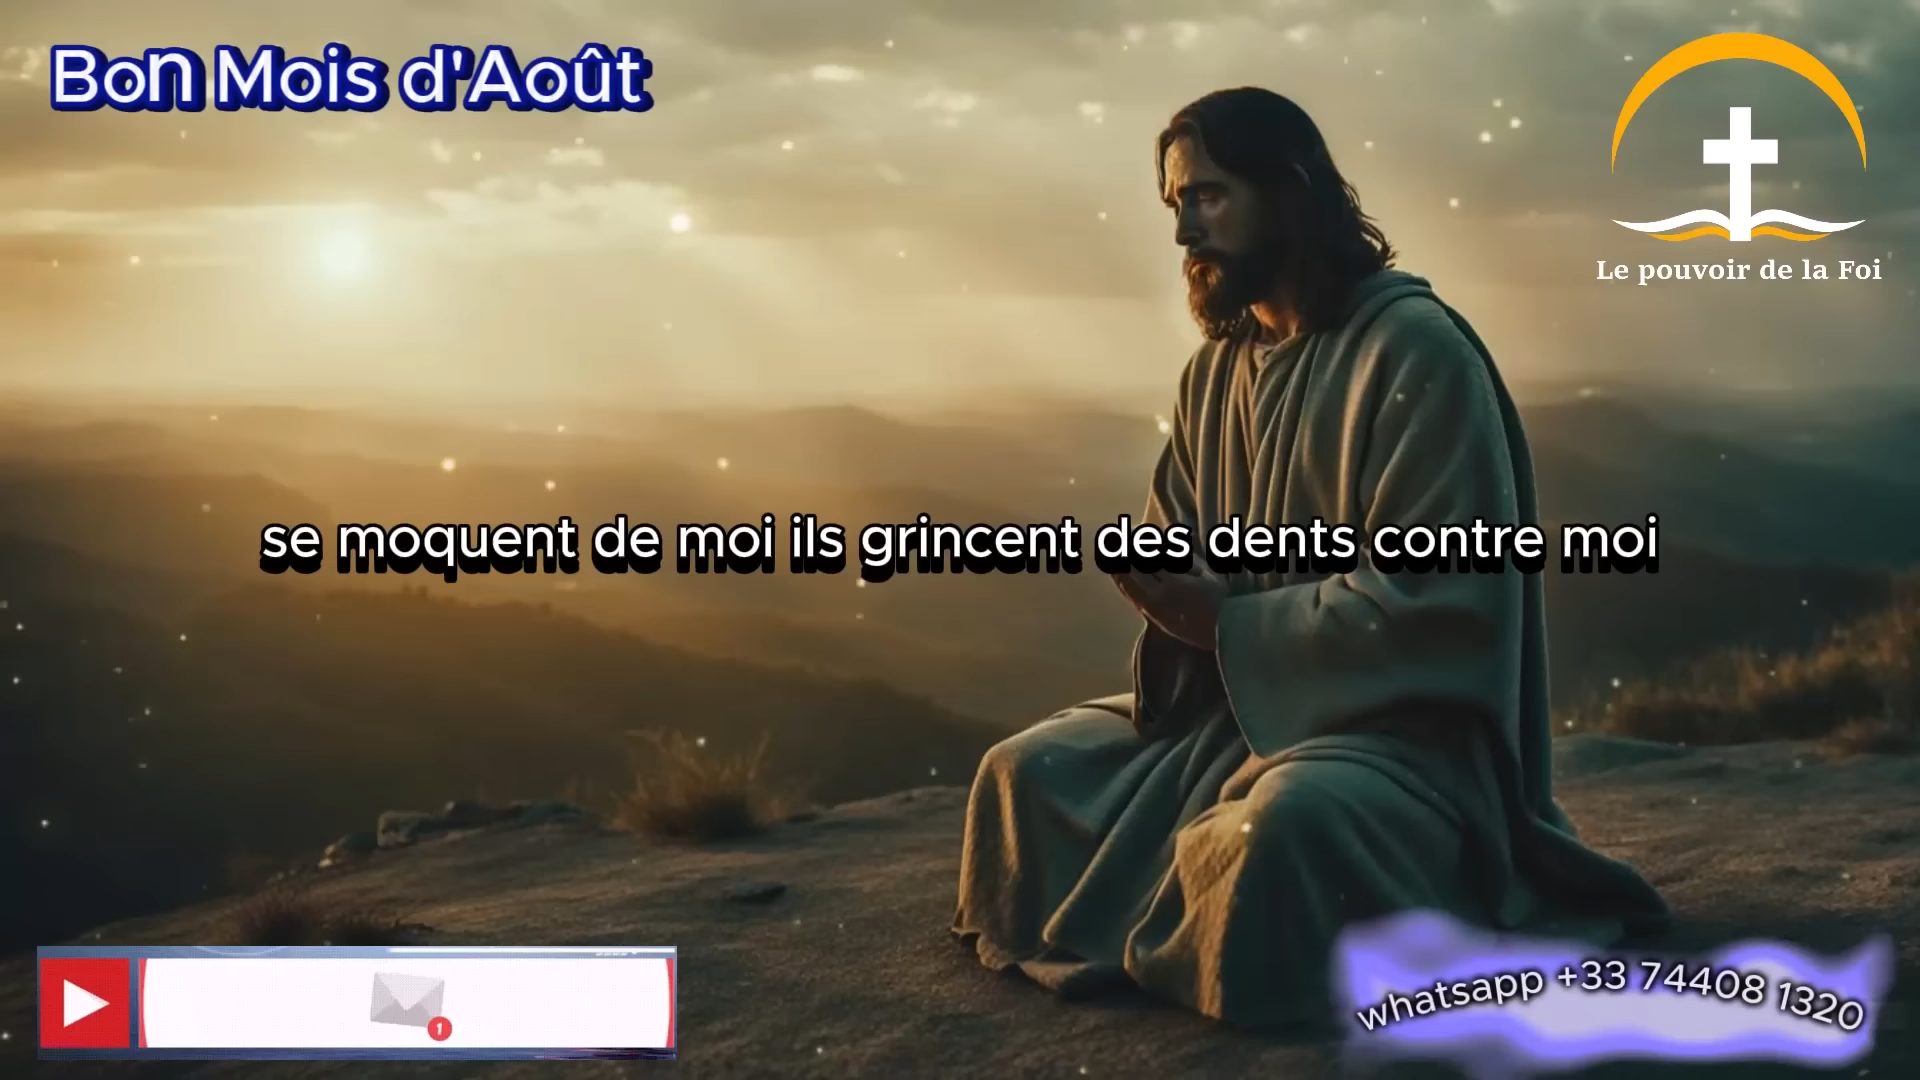 Bon Mois d'Août
Le pouvoir de la Foi
se moquent de moi ils grincent des dents contre moi
1
whatsapp +33 74408 1320